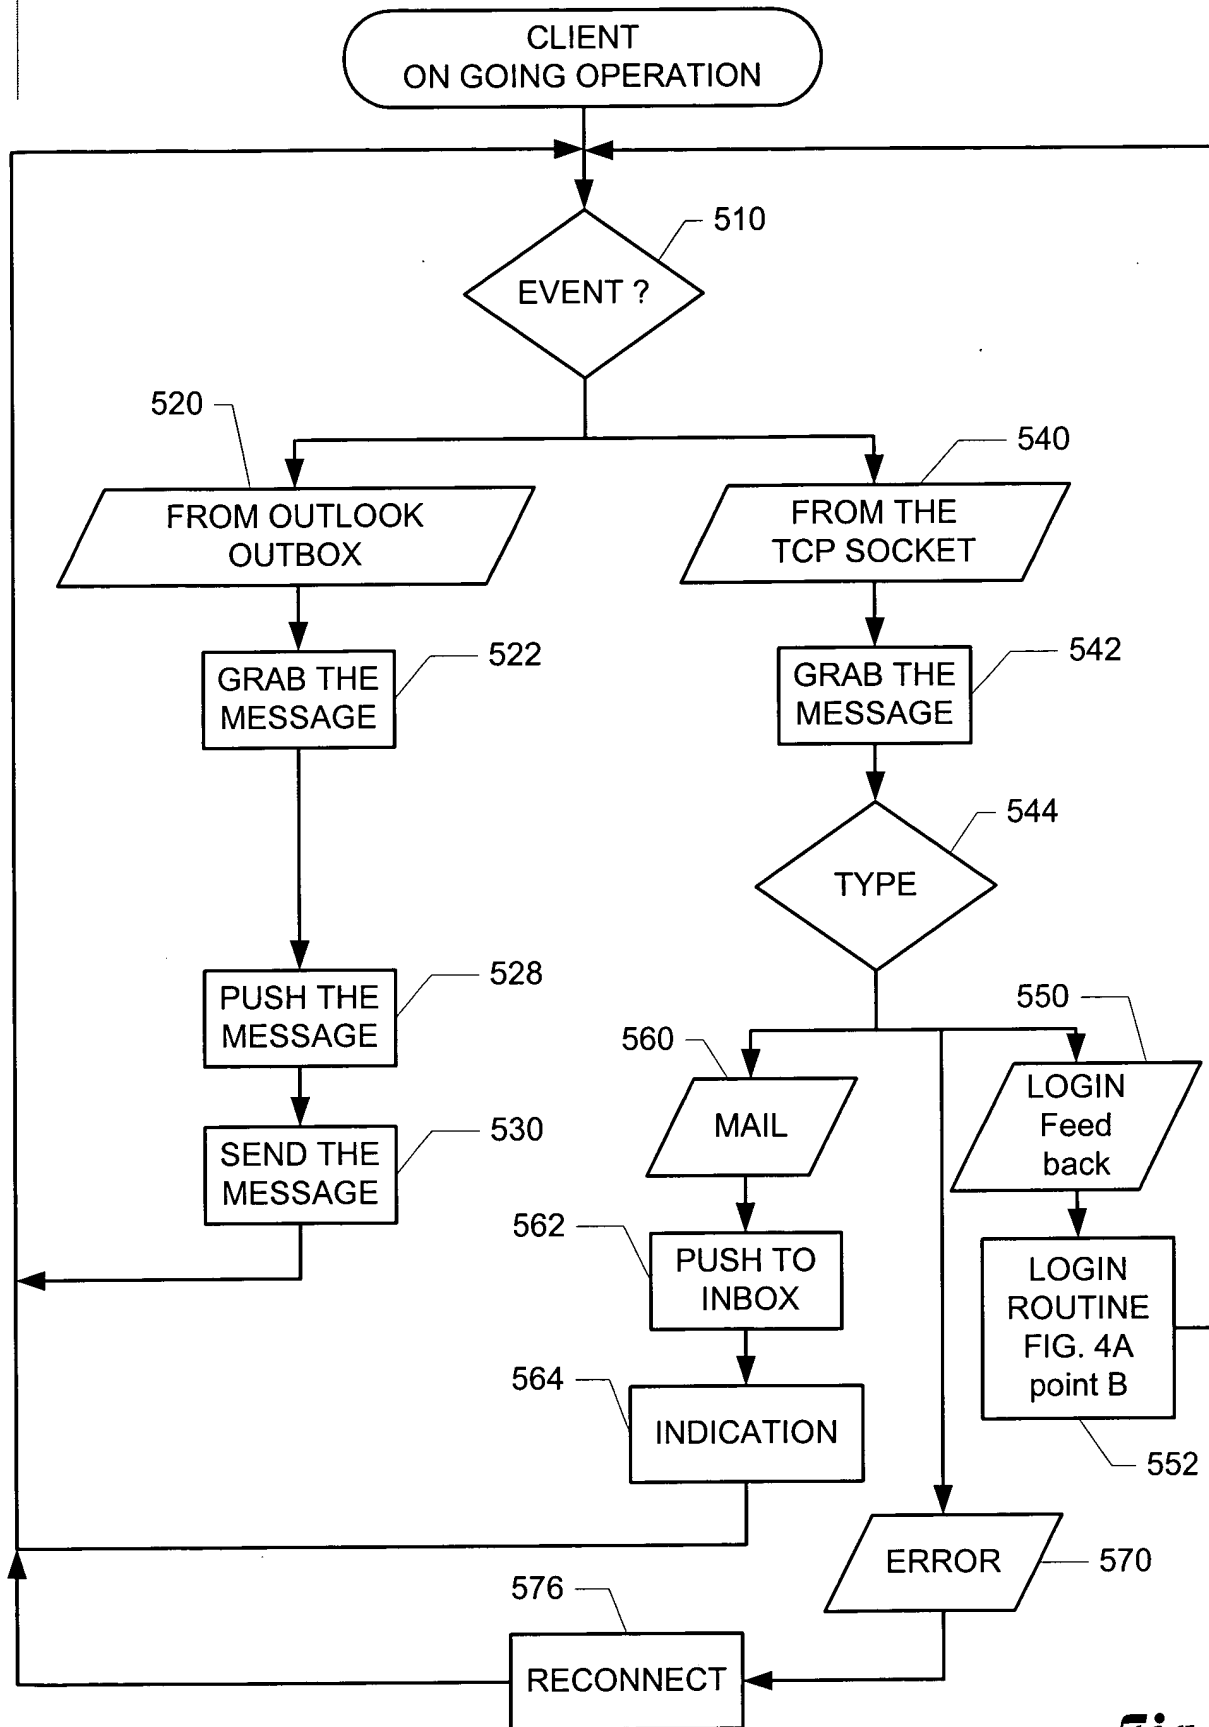 CLIENT
ON GOING OPERATION
510
EVENT ?
520
540
FROM OUTLOOK
OUTBOX
FROM THE
TCP SOCKET
522
GRAB THE
MESSAGE
542
GRAB THE
MESSAGE
544
TYPE
528
PUSH THE
MESSAGE
550
560
LOGIN
Feed
back
MAIL
530
SEND THE
MESSAGE
562
PUSH TO
INBOX
LOGIN
ROUTINE
FIG. 4A
point B
564
INDICATION
552
ERROR
570
576
RECONNECT